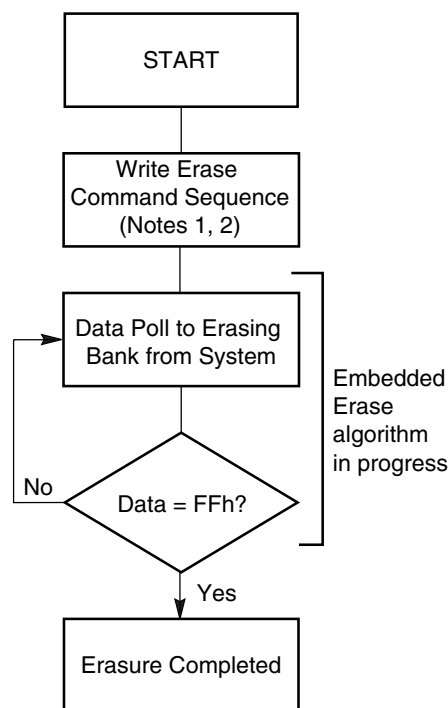 START
Write Erase
Command Sequence
(Notes 1, 2)
Data Poll to Erasing
Bank from System
Embedded
Erase
algorithm
in progress
No
Data = FFh?
Yes
Erasure Completed